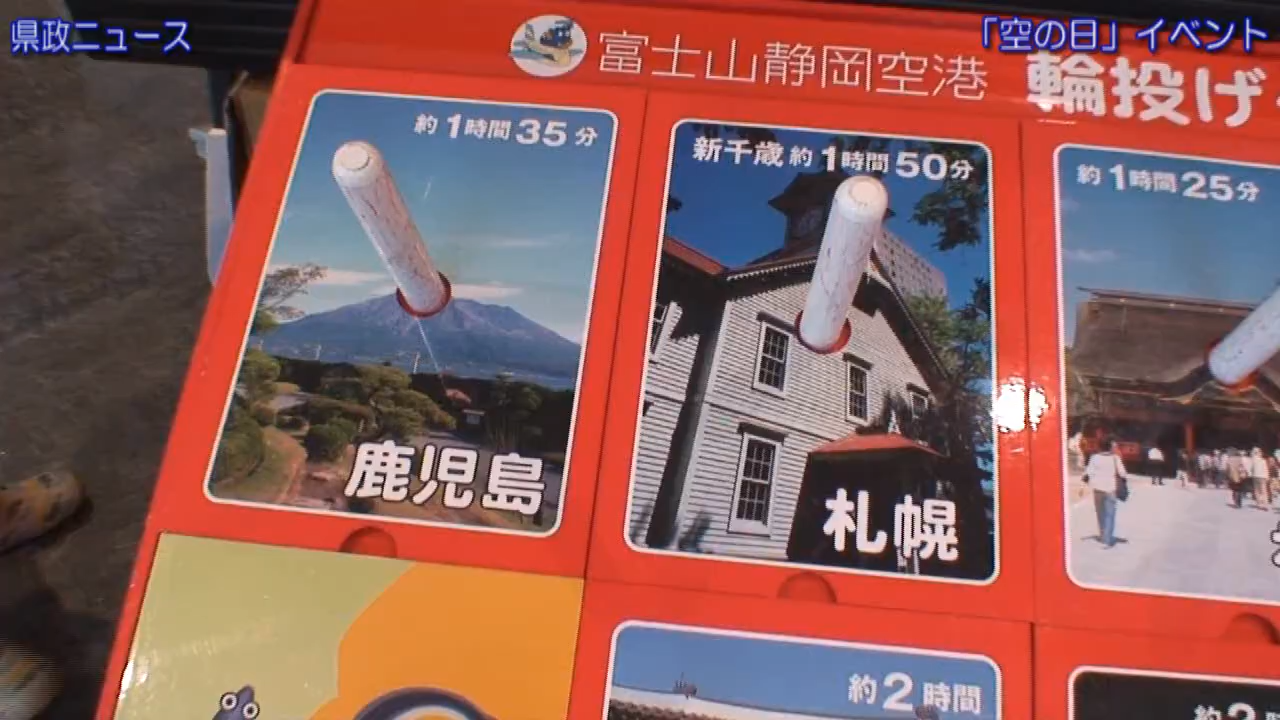 県政ニュース
「空の日」イベント
富士山静岡空港 輪投げ
約1時間35分
新千歳 約1時間50分
約1時間25分
鹿児島
札幌
約2時間